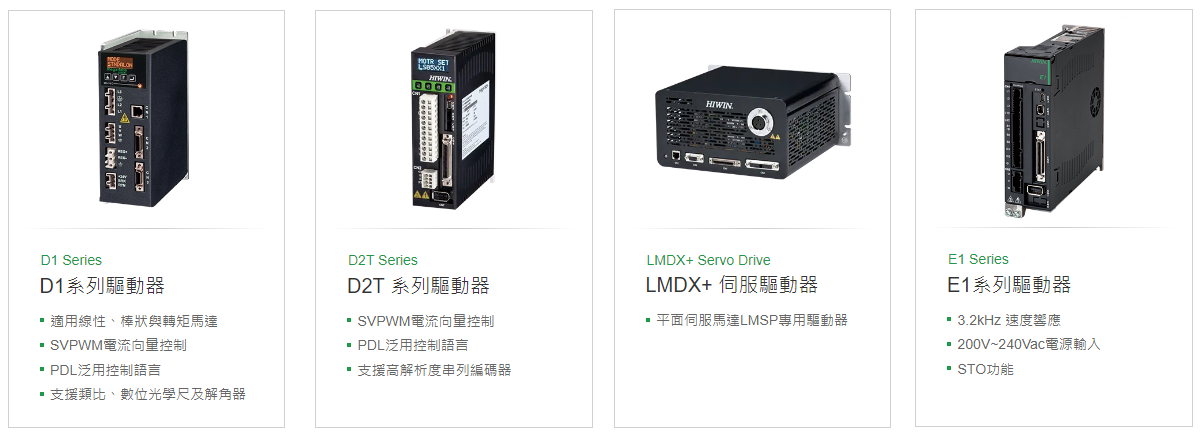 MODE
STNDALON
D1 Series
D1系列驅動器
適用線性、棒狀與轉矩馬達
SVPWM電流向量控制
PDL泛用控制語言
支援類比、數位光學尺及解角器
MOTR SET
LS05XX1
HIWIN
D2T Series
D2T 系列驅動器
SVPWM電流向量控制
PDL泛用控制語言
支援高解析度串列編碼器
HIWIN
LMDX+ Servo Drive
LMDX+ 伺服驅動器
平面伺服馬達LMSP專用驅動器
HIWIN
E1
E1 Series
E1系列驅動器
3.2kHz 速度響應
200V~240Vac電源輸入
STO功能